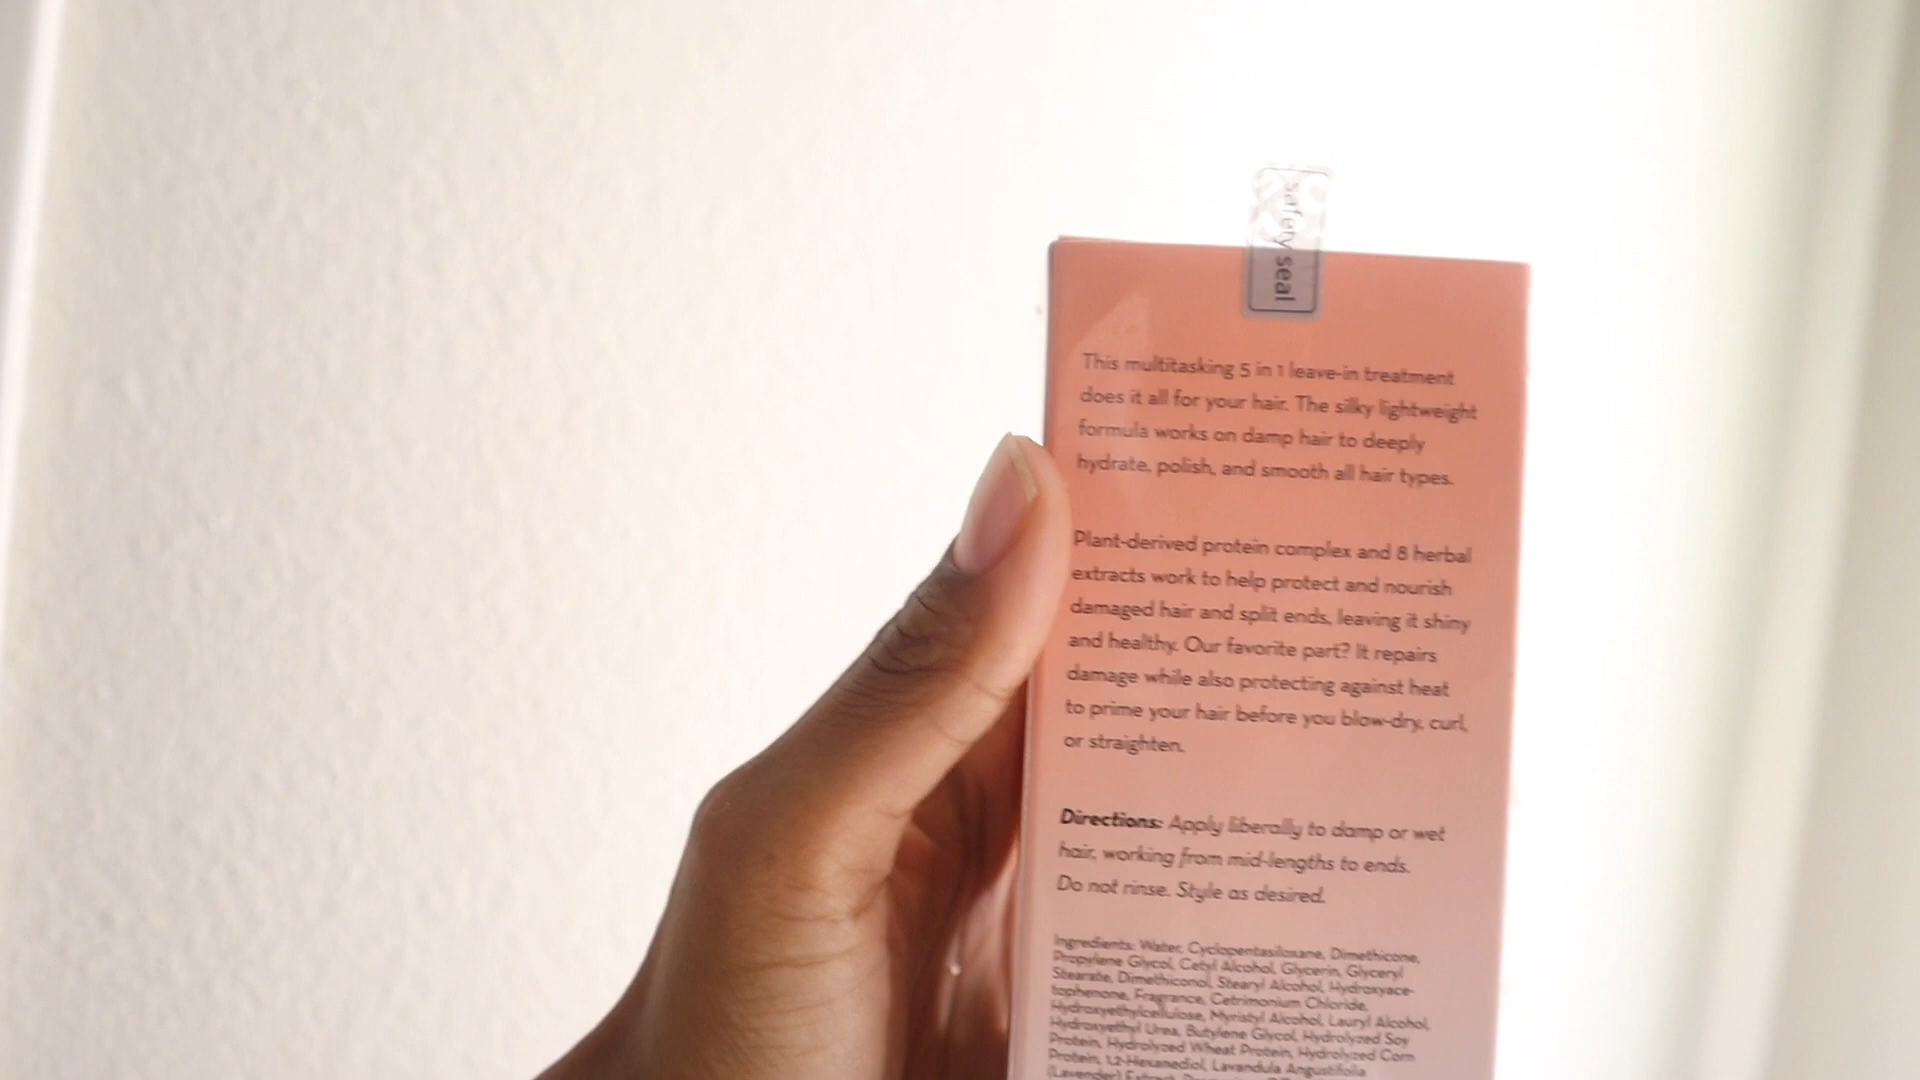 safety seal
This multitasking 5 in 1 leave-in treatment
does it all for your hair. The silky lightweight
formula works on damp hair to deeply
hydrate, polish, and smooth all hair types.
Plant-derived protein complex and 8 herbal
extracts work to help protect and nourish
damaged hair and split ends, leaving it shiny
and healthy. Our favorite part? It repairs
damage while also protecting against heat
to prime your hair before you blow-dry, curl,
or straighten.
Directions: Apply liberally to damp or wet
hair, working from mid-lengths to ends.
Do not rinse. Style as desired.
Ingredients: Water, Cyclopentasiloxane, Dimethicone,
Propylene Glycol, Cetyl Alcohol, Glycerin, Glyceryl
Stearate, Dimethiconol, Stearyl Alcohol, Hydroxyace-
tophenone, Fragrance, Cetrimonium Chloride,
Hydroxyethylcellulose, Myristyl Alcohol, Lauryl Alcohol,
Hydroxyethyl Urea, Butylene Glycol, Hydrolyzed Soy
Protein, Hydrolyzed Wheat Protein, Hydrolyzed Corn
Protein, 1,2-Hexanediol, Lavandula Angustifolia
(Lavender) Extract,